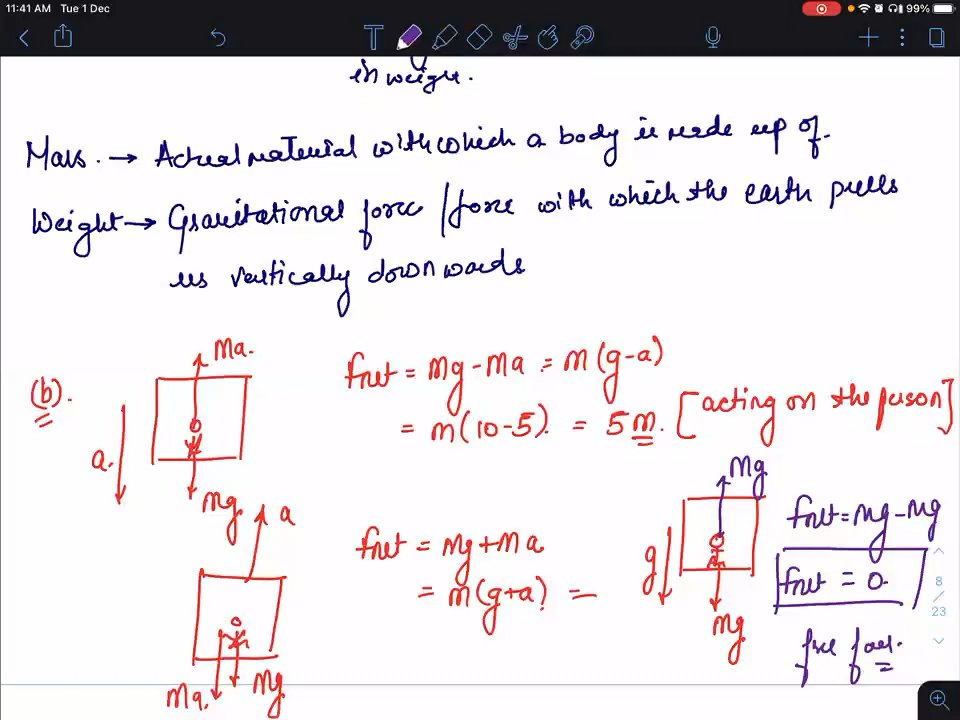 11:41 AM Tue 1 Dec
99%
in weight.
Mass. → Actual material with which a body is made up of.
Weight → Gravitational force / force with which the earth pulls
us vertically downwards
(b).
Ma.
a.
Mg
Fnet = Mg - Ma = m(g-a)
= m(10-5). = 5m. [acting on the person]
a
Ma. Mg
Fnet = Mg + Ma
= m(g+a) =
Mg
g
Mg
Fnet = Mg - Mg
Fnet = 0.
free fall.
8
/
23